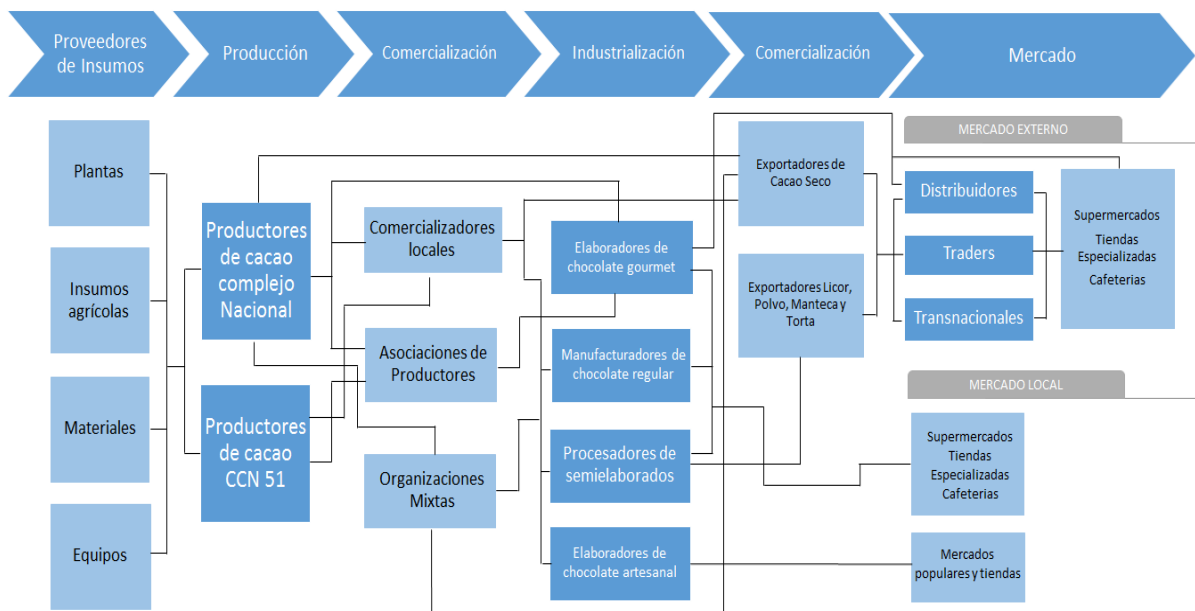 Proveedores
de Insumos
Producción
Comercialización
Industrialización
Comercialización
Mercado
Plantas
Insumos
agrícolas
Materiales
Equipos
Productores
de cacao
complejo
Nacional
Productores
de cacao
CCN 51
Comercializadores
locales
Asociaciones de
Productores
Organizaciones
Mixtas
Elaboradores de
chocolate gourmet
Manufacturadores de
chocolate regular
Procesadores de
semielaborados
Elaboradores de
chocolate artesanal
Exportadores de
Cacao Seco
Exportadores Licor,
Polvo, Manteca y
Torta
MERCADO EXTERNO
Distribuidores
Traders
Transnacionales
Supermercados
Tiendas
Especializadas
Cafeterias
MERCADO LOCAL
Supermercados
Tiendas
Especializadas
Cafeterias
Mercados
populares y tiendas